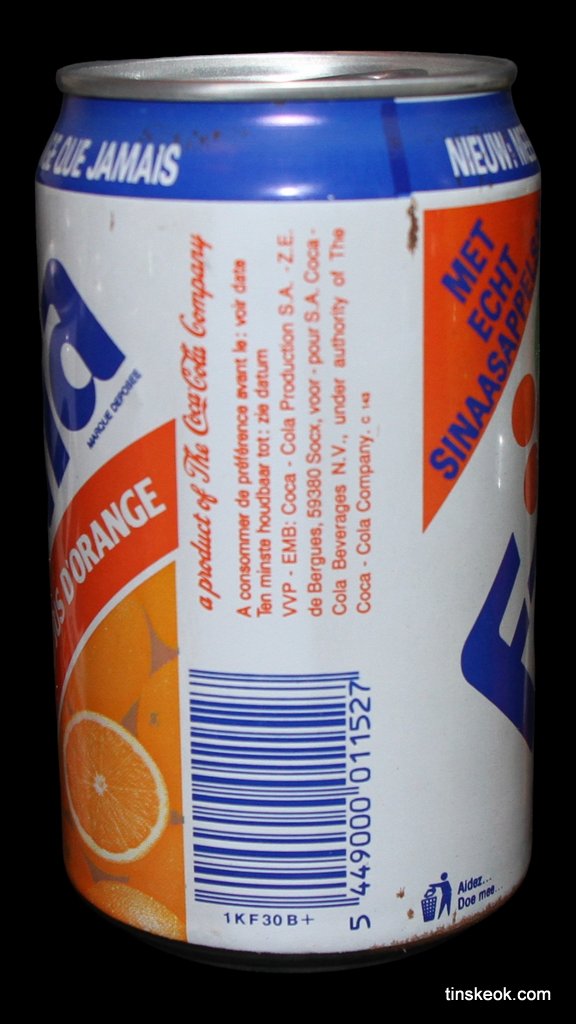 E QUE JAMAIS
NIEUW: ME
a
MARQUE DEPOSEE
US D'ORANGE
a product of The Coca-Cola Company
A consommer de préférence avant le : voir date
Ten minste houdbaar tot : zie datum
VVP - EMB: Coca - Cola Production S.A. - Z.E.
de Bergues, 59380 Socx, voor - pour S.A. Coca -
Cola Beverages N.V., under authority of The
Coca - Cola Company. C 143
MET
ECHT
SINAASAPPELS
F
1KF30B+
5 449000 011527
Aidez...
Doe mee...
tinskeok.com